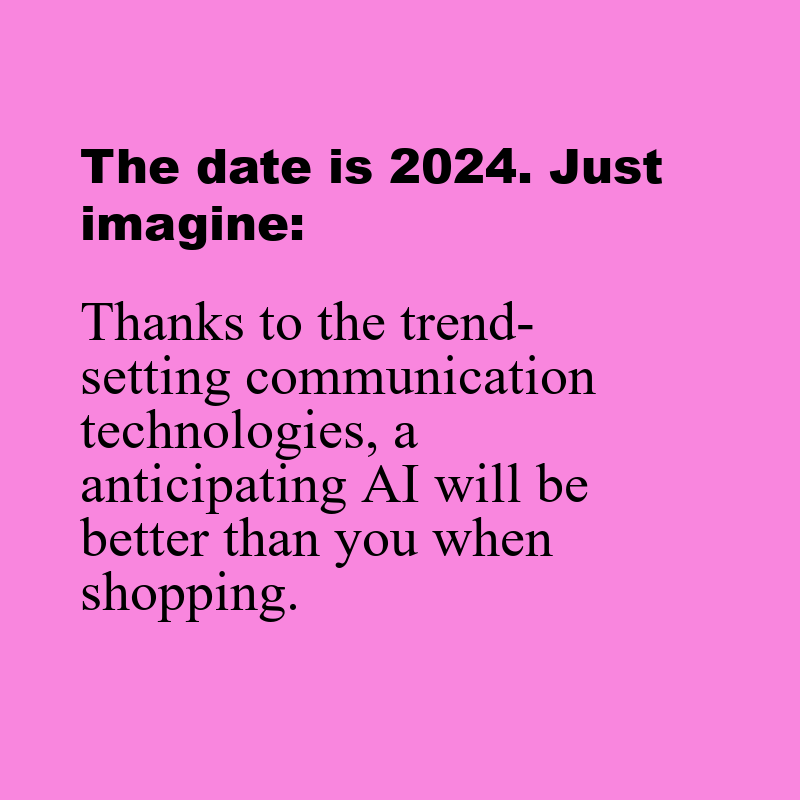 The date is 2024. Just
imagine:
Thanks to the trend-
setting communication
technologies, a
anticipating AI will be
better than you when
shopping.